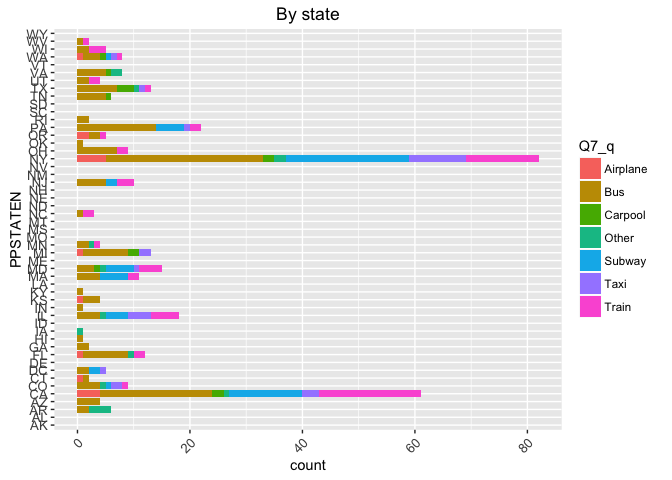 By state
WY
WV
WI
WA
VT
VA
UT
TX
TN
SD
SC
RI
PA
OR
OK
OH
NY
NV
NM
NJ
NH
NE
ND
NC
MT
MS
MO
MN
MI
ME
MD
MA
LA
KY
KS
IN
IL
ID
IA
HI
GA
FL
DE
DC
CT
CO
CA
AZ
AR
AL
AK
PPSTATEN
0
20
40
60
80
count
Q7_q
Airplane
Bus
Carpool
Other
Subway
Taxi
Train